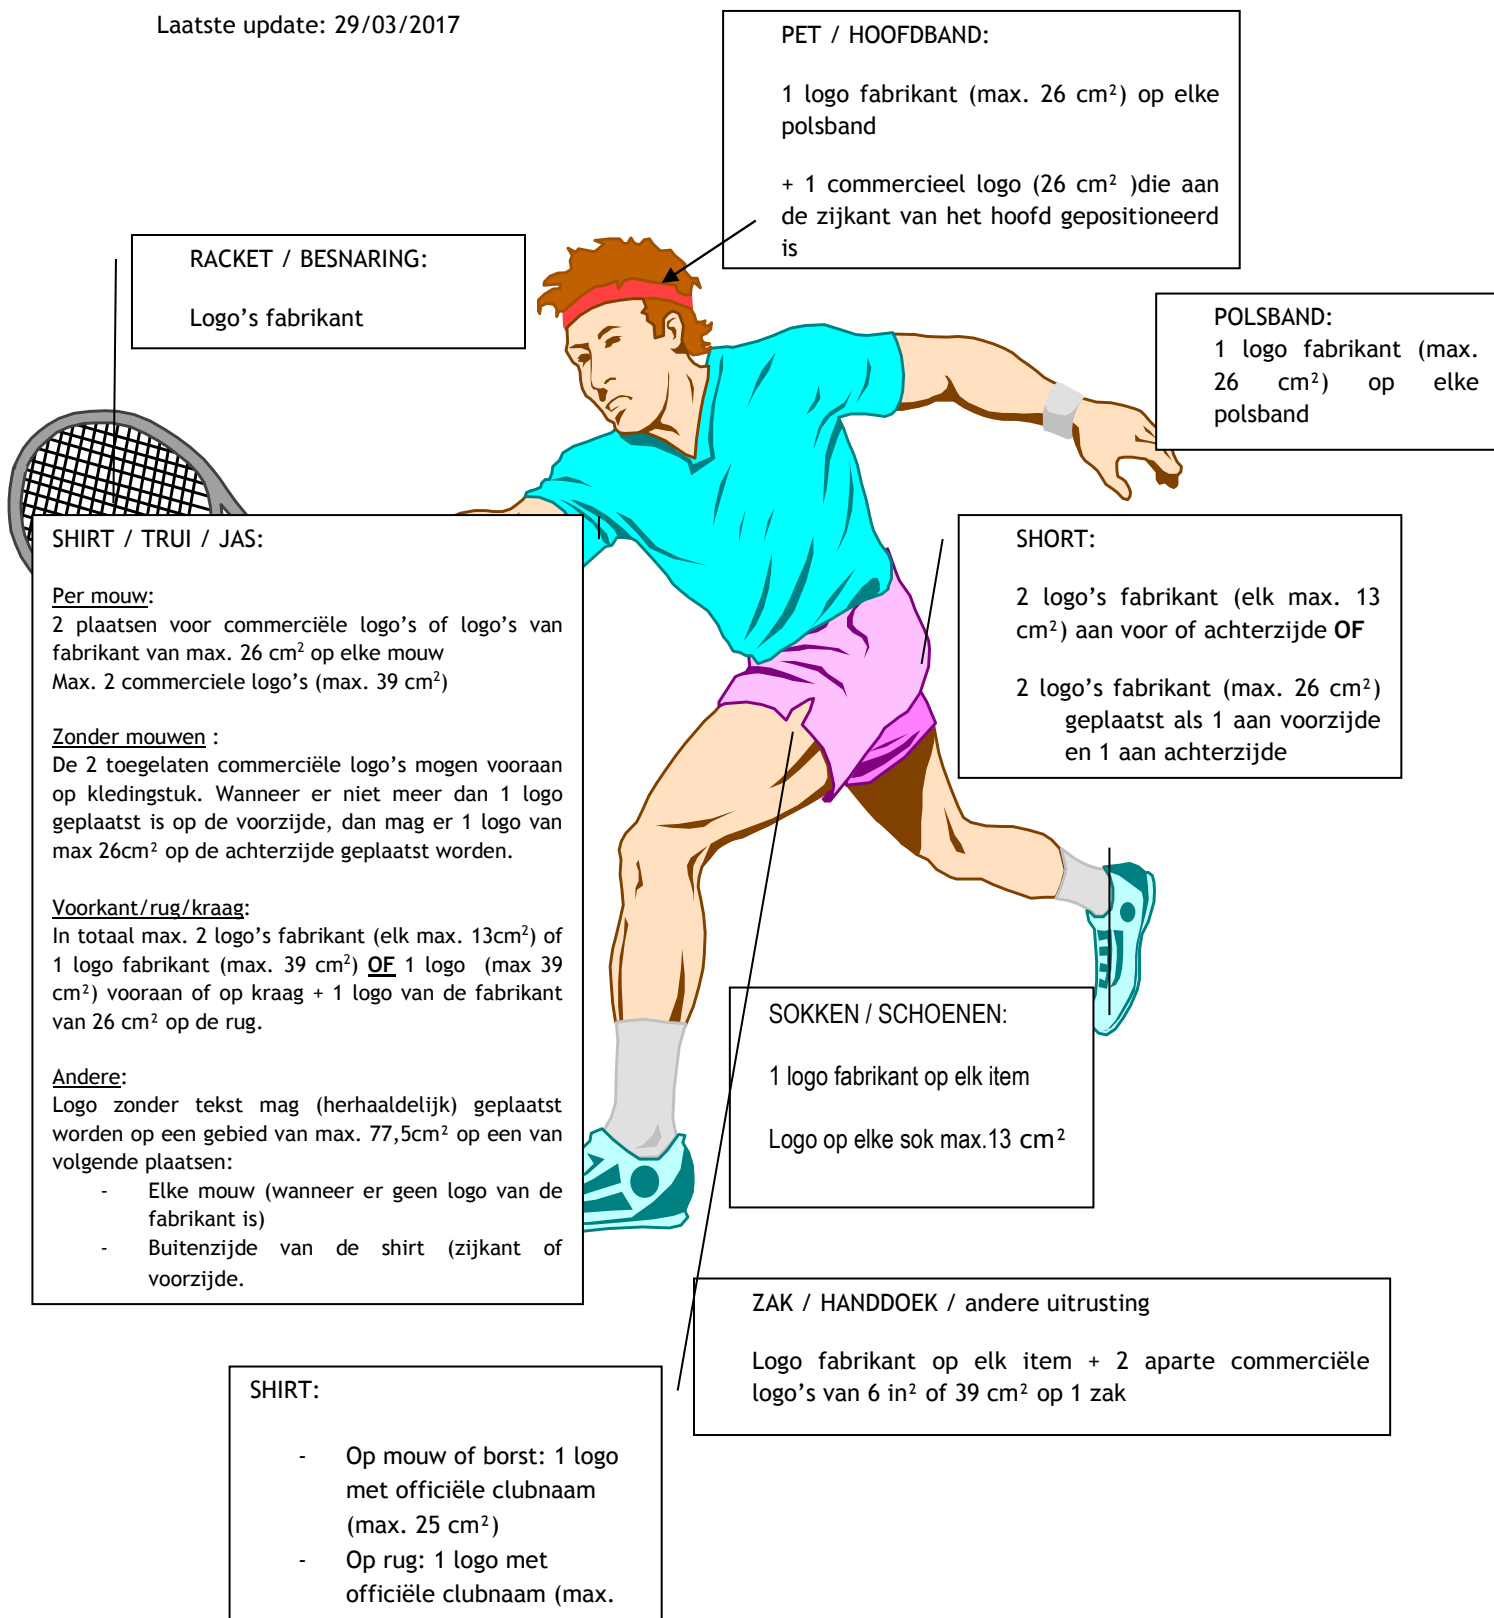 Laatste update: 29/03/2017
PET / HOOFDBAND:
1 logo fabrikant (max. 26 cm²) op elke
polsband
+ 1 commercieel logo (26 cm² )die aan
de zijkant van het hoofd gepositioneerd
is
RACKET / BESNARING:
Logo’s fabrikant
POLSBAND:
1 logo fabrikant (max.
26 cm²) op elke
polsband
SHIRT / TRUI / JAS:
Per mouw:
2 plaatsen voor commerciële logo’s of logo’s van
fabrikant van max. 26 cm² op elke mouw
Max. 2 commerciele logo’s (max. 39 cm²)
Zonder mouwen :
De 2 toegelaten commerciële logo’s mogen vooraan
op kledingstuk. Wanneer er niet meer dan 1 logo
geplaatst is op de voorzijde, dan mag er 1 logo van
max 26cm² op de achterzijde geplaatst worden.
Voorkant/rug/kraag:
In totaal max. 2 logo’s fabrikant (elk max. 13cm²) of
1 logo fabrikant (max. 39 cm²) OF 1 logo (max 39
cm²) vooraan of op kraag + 1 logo van de fabrikant
van 26 cm² op de rug.
Andere:
Logo zonder tekst mag (herhaaldelijk) geplaatst
worden op een gebied van max. 77,5cm² op een van
volgende plaatsen:
- Elke mouw (wanneer er geen logo van de
fabrikant is)
- Buitenzijde van de shirt (zijkant of
voorzijde.
SHORT:
2 logo’s fabrikant (elk max. 13
cm²) aan voor of achterzijde OF
2 logo’s fabrikant (max. 26 cm²)
geplaatst als 1 aan voorzijde
en 1 aan achterzijde
SOKKEN / SCHOENEN:
1 logo fabrikant op elk item
Logo op elke sok max.13 cm²
ZAK / HANDDOEK / andere uitrusting
Logo fabrikant op elk item + 2 aparte commerciële
logo’s van 6 in² of 39 cm² op 1 zak
SHIRT:
- Op mouw of borst: 1 logo
met officiële clubnaam
(max. 25 cm²)
- Op rug: 1 logo met
officiële clubnaam (max.